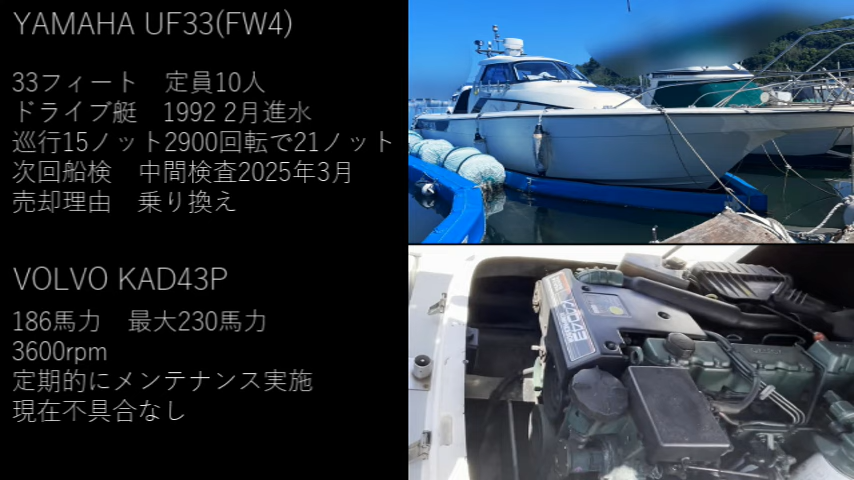 YAMAHA UF33(FW4)
33フィート　定員10人
ドライブ艇　1992 2月進水
巡行15ノット2900回転で21ノット
次回船検　中間検査2025年3月
売却理由　乗り換え
VOLVO KAD43P
186馬力　最大230馬力
3600rpm
定期的にメンテナンス実施
現在不具合なし